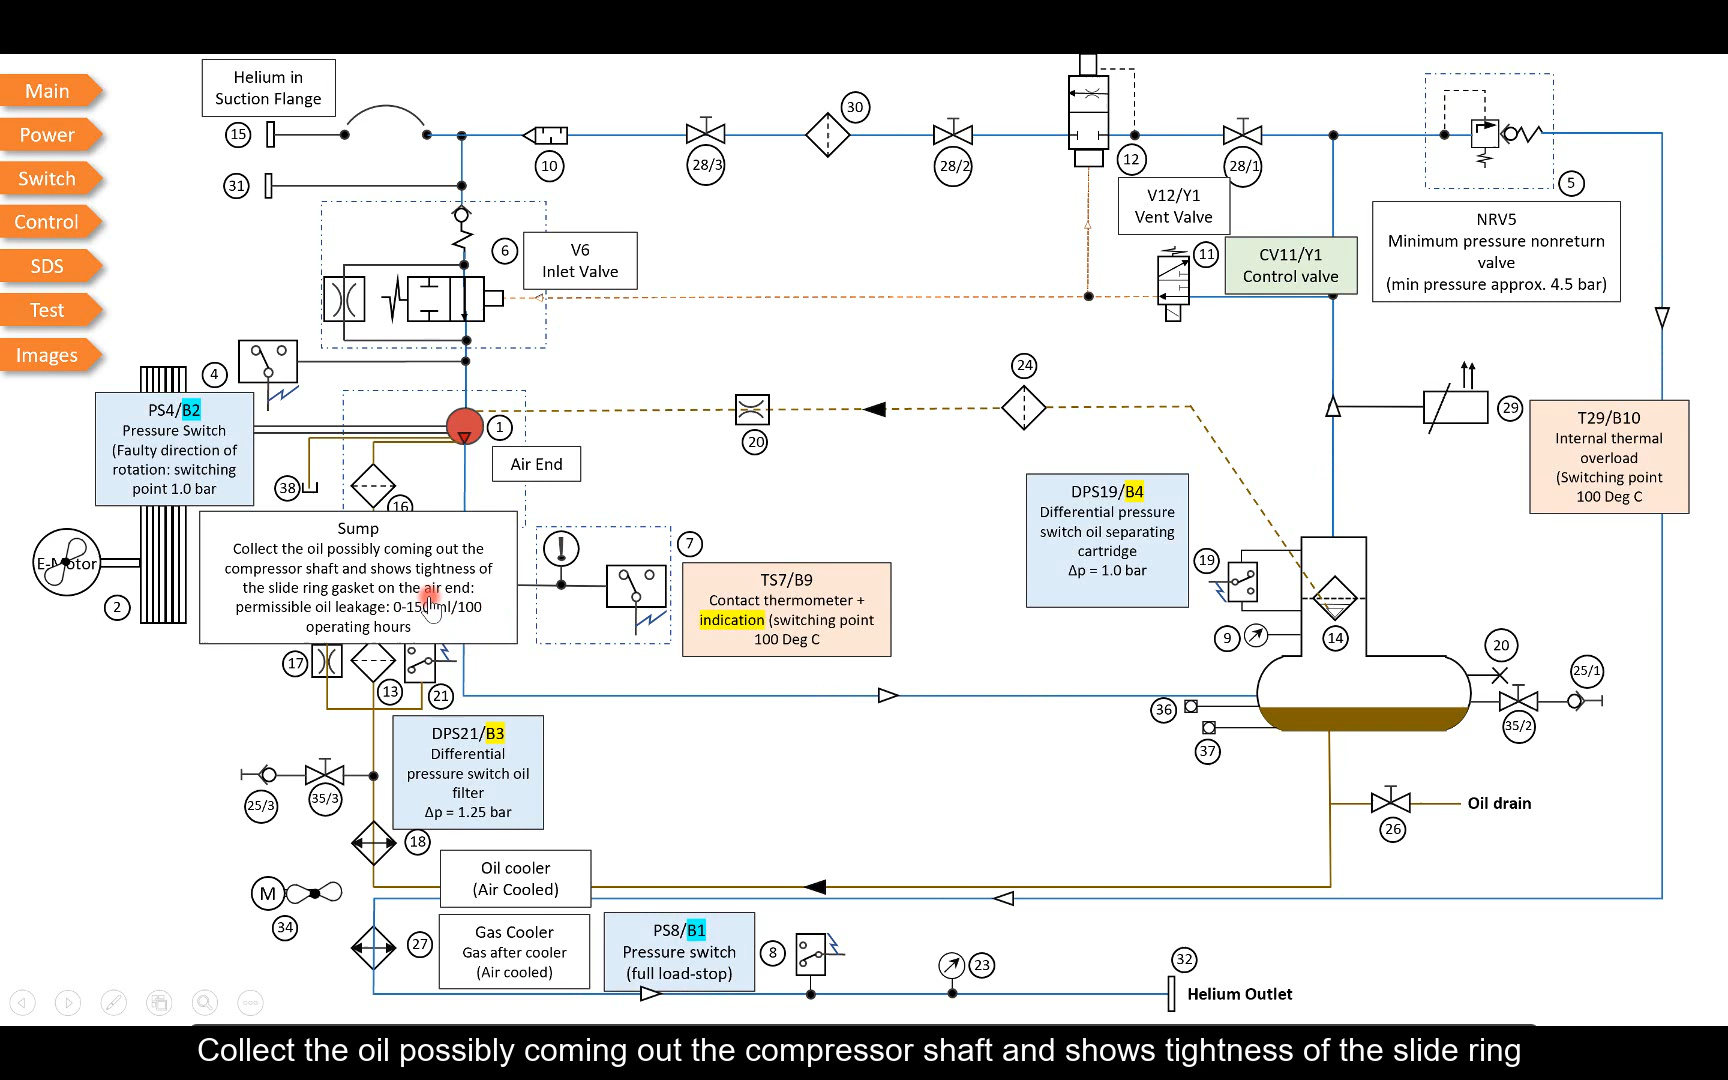 Main
Power
Switch
Control
SDS
Test
Images
Helium in
Suction Flange
15
31
10
28/3
30
28/2
12
28/1
5
V12/Y1
Vent Valve
11
CV11/Y1
Control valve
NRV5
Minimum pressure nonreturn
valve
(min pressure approx. 4.5 bar)
6
V6
Inlet Valve
4
PS4/B2
Pressure Switch
(Faulty direction of
rotation: switching
point 1.0 bar
1
Air End
20
24
29
T29/B10
Internal thermal
overload
(Switching point
100 Deg C
38
16
E-Motor
2
Sump
Collect the oil possibly coming out the
compressor shaft and shows tightness of
the slide ring gasket on the air end:
permissible oil leakage: 0-150ml/100
operating hours
7
TS7/B9
Contact thermometer +
indication (switching point
100 Deg C
DPS19/B4
Differential pressure
switch oil separating
cartridge
Δp = 1.0 bar
19
9
14
20
25/1
35/2
36
37
17
13
21
DPS21/B3
Differential
pressure switch oil
filter
Δp = 1.25 bar
25/3
35/3
18
26
Oil drain
Oil cooler
(Air Cooled)
M
34
27
Gas Cooler
Gas after cooler
(Air cooled)
PS8/B1
Pressure switch
(full load-stop)
8
23
32
Helium Outlet
Collect the oil possibly coming out the compressor shaft and shows tightness of the slide ring